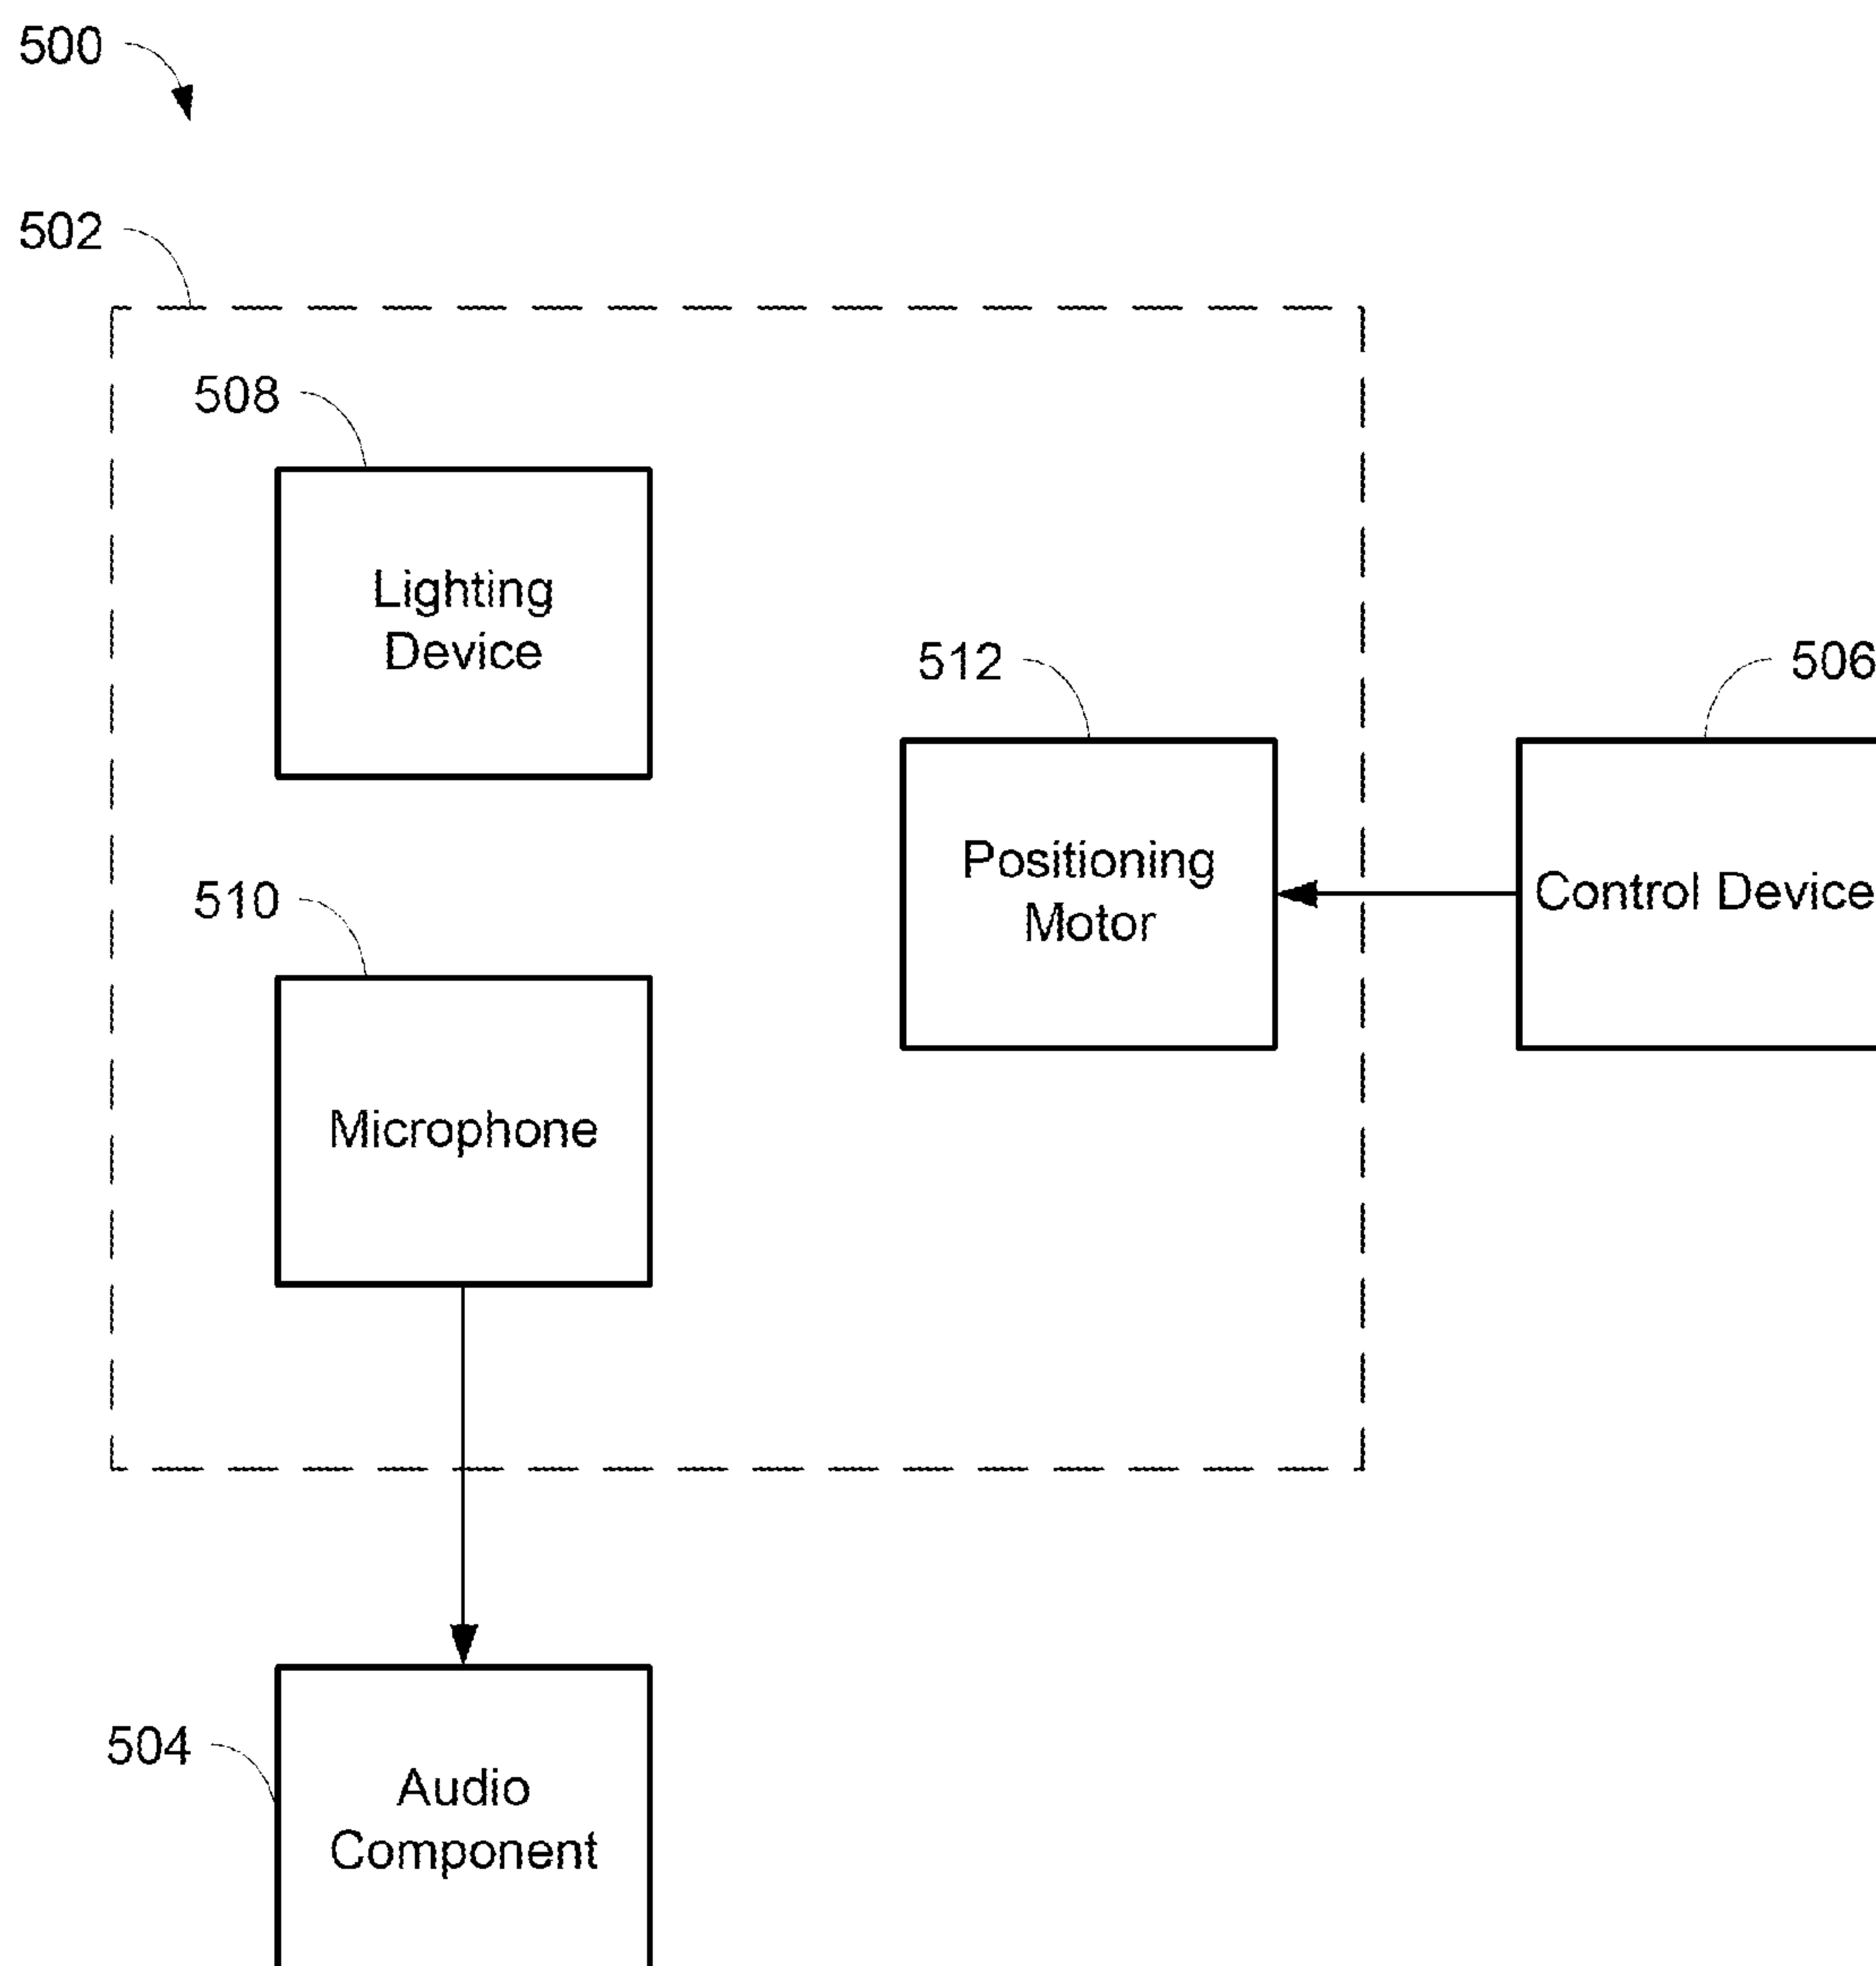 500
502
508
Lighting
Device
512
506
Positioning
Motor
Control Device
510
Microphone
504
Audio
Component